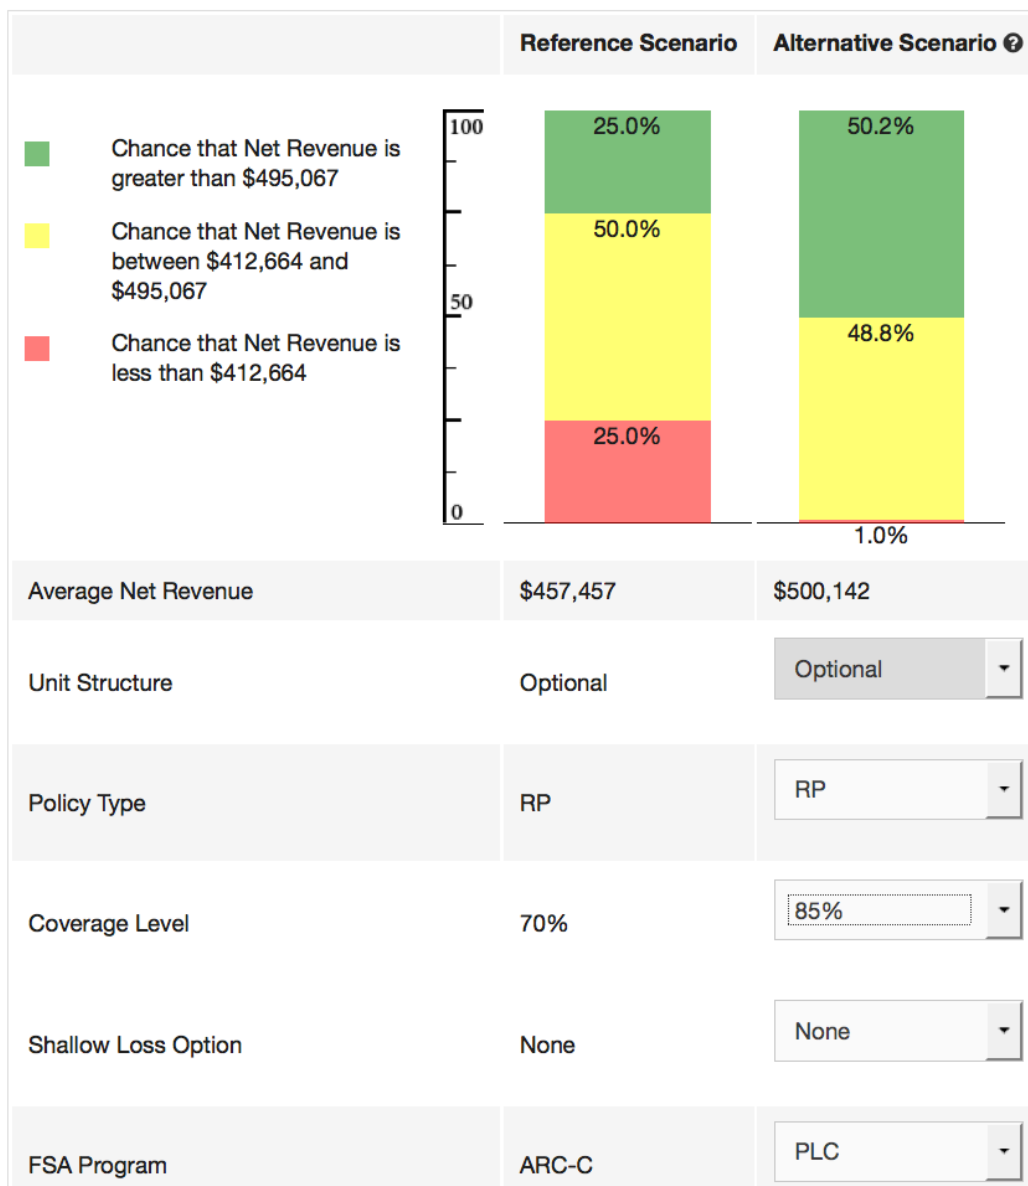 Reference Scenario Alternative Scenario ?
100 25.0% 50.2%
Chance that Net Revenue is
greater than $495,067
50.0%
Chance that Net Revenue is
between $412,664 and
$495,067
50
48.8%
Chance that Net Revenue is
less than $412,664
25.0%
0
1.0%
Average Net Revenue $457,457 $500,142
Unit Structure Optional Optional
Policy Type RP RP
Coverage Level 70% 85%
Shallow Loss Option None None
FSA Program ARC-C PLC